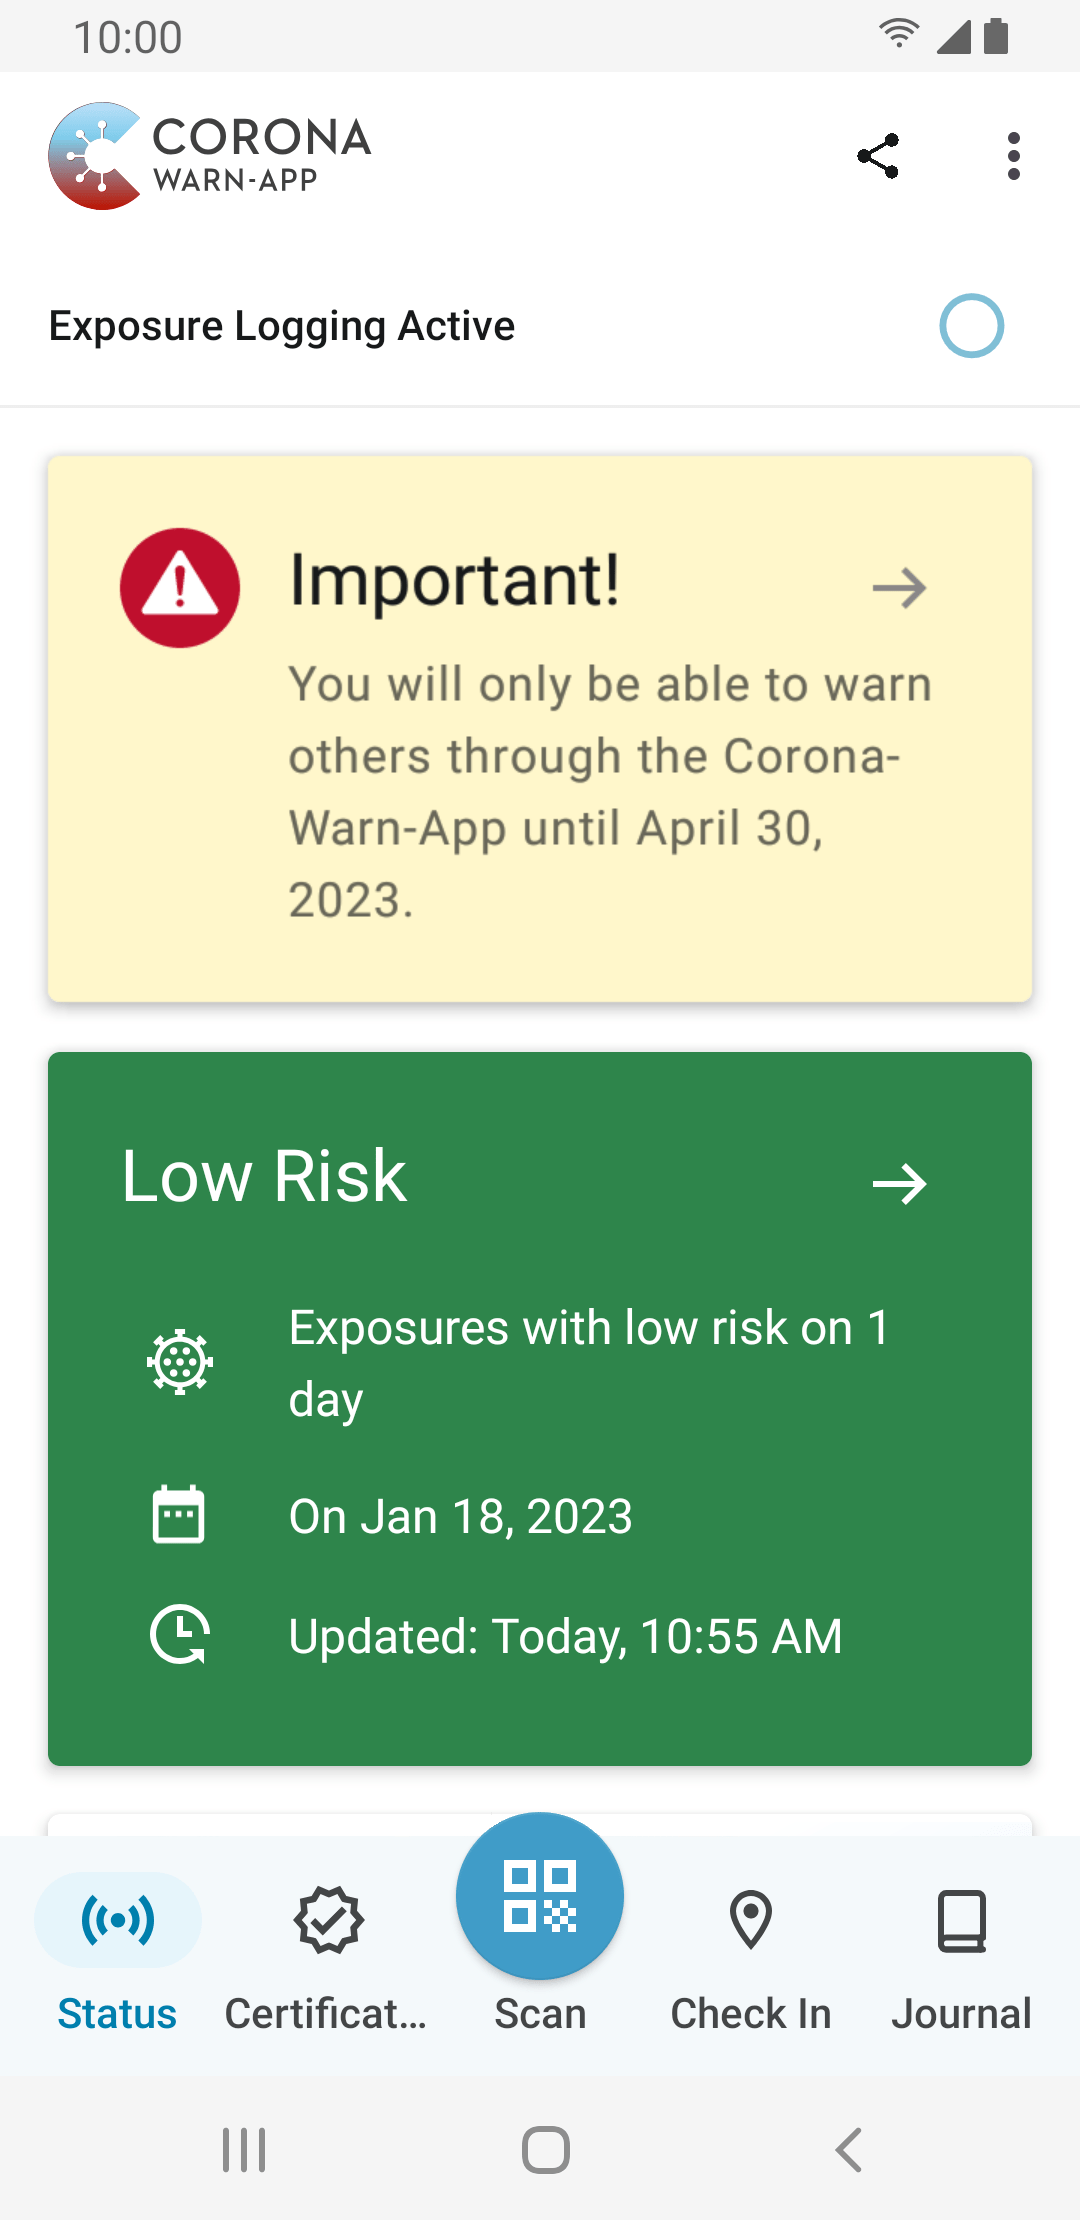 10:00
CORONA
WARN-APP
Exposure Logging Active
Important!
You will only be able to warn
others through the Corona-
Warn-App until April 30,
2023.
Low Risk
Exposures with low risk on 1
day
On Jan 18, 2023
Updated: Today, 10:55 AM
Status
Certificat...
Scan
Check In
Journal